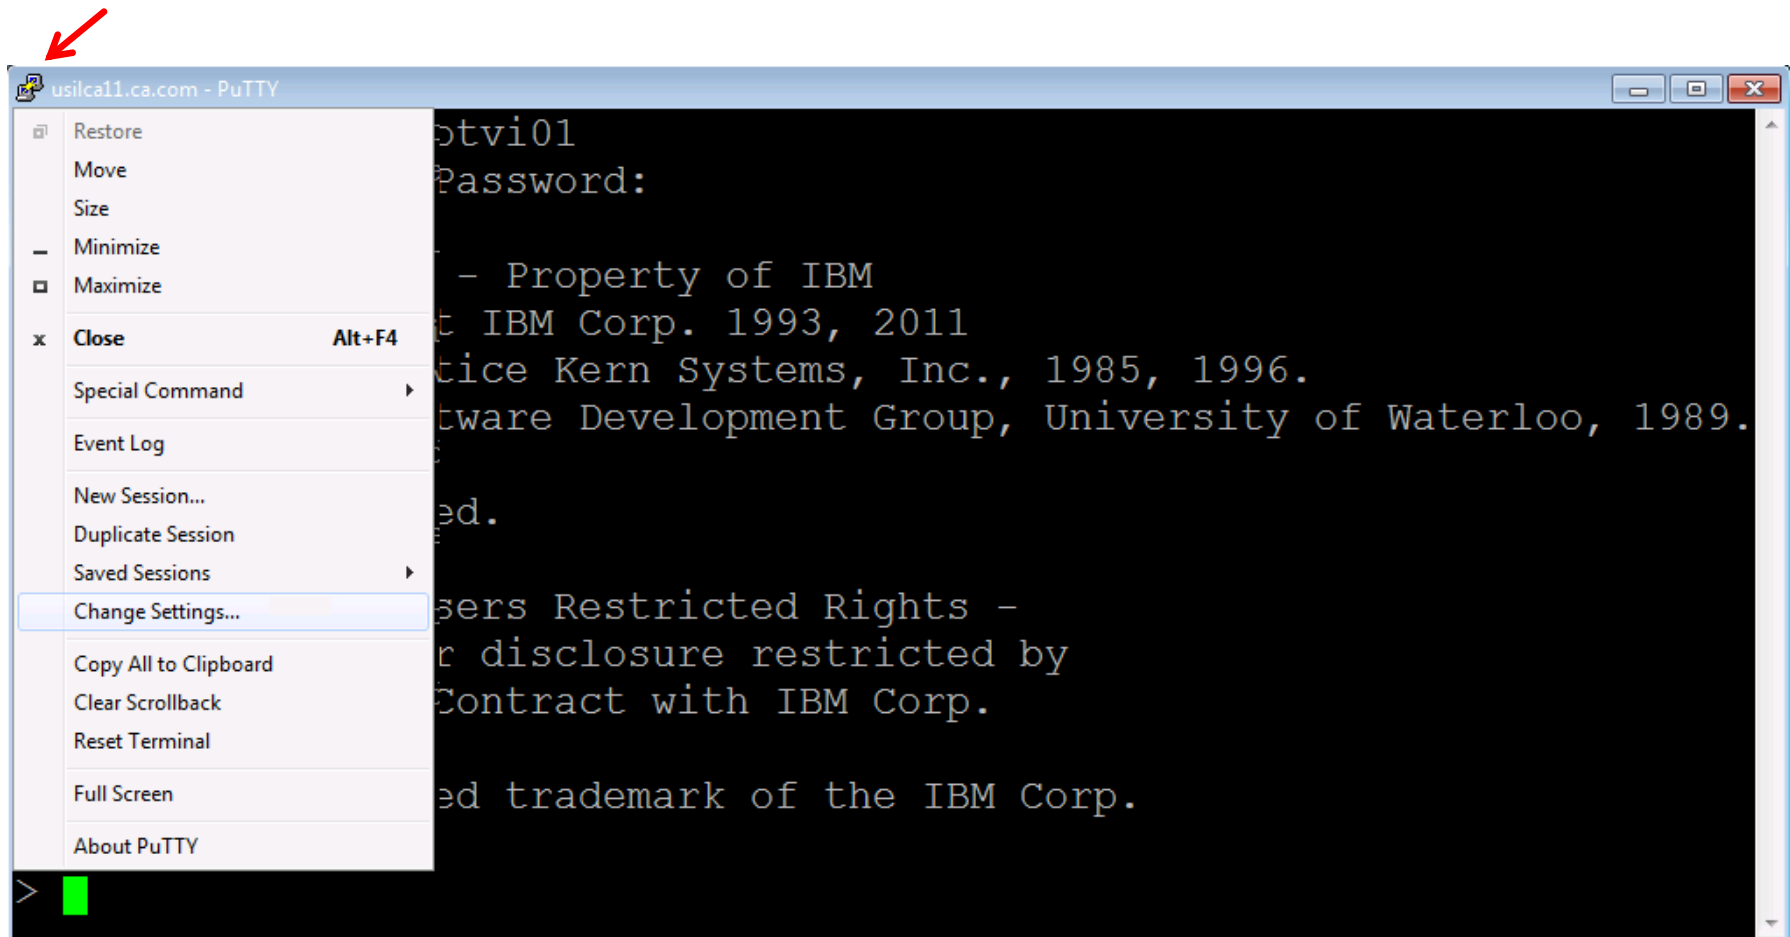 usilca11.ca.com - PuTTY
Restore
Move
Size
Minimize
Maximize
Close Alt+F4
Special Command
Event Log
New Session...
Duplicate Session
Saved Sessions
Change Settings...
Copy All to Clipboard
Clear Scrollback
Reset Terminal
Full Screen
About PuTTY
otvi01
Password:
- Property of IBM
t IBM Corp. 1993, 2011
tice Kern Systems, Inc., 1985, 1996.
tware Development Group, University of Waterloo, 1989.
ed.
sers Restricted Rights -
r disclosure restricted by
Contract with IBM Corp.
ed trademark of the IBM Corp.
>